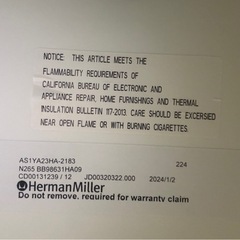 NOTICE: THIS ARTICLE MEETS THE
FLAMMABILITY REQUIREMENTS OF
CALIFORNIA BUREAU OF ELECTRONIC AND
APPLIANCE REPAIR, HOME FURNISHINGS AND THERMAL
INSULATION BULLETIN 117-2013. CARE SHOULD BE EXCERSIED
NEAR OPEN FLAME OR WITH BURNING CIGARETTES.
AS1YA23HA-2183 224
N265 BB98631HA09
CD00131239 / 12 JD00320322.000 2024/1/2
HermanMiller
Do not remove, required for warranty claim